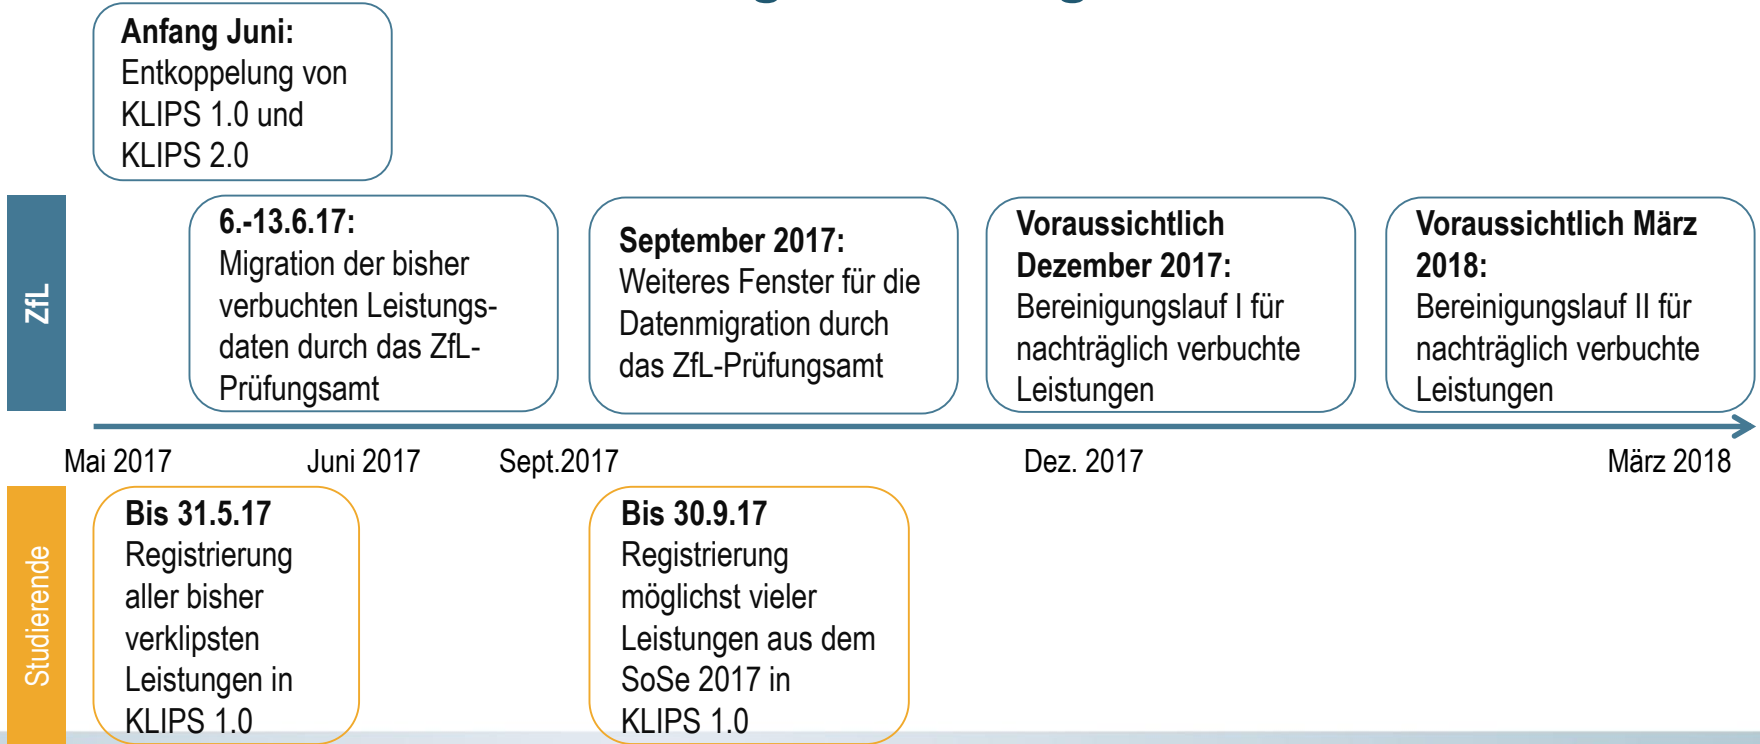 Anfang Juni:
Entkoppelung von
KLIPS 1.0 und
KLIPS 2.0
ZfL
6.-13.6.17:
Migration der bisher
verbuchten Leistungs-
daten durch das ZfL-
Prüfungsamt
September 2017:
Weiteres Fenster für die
Datenmigration durch
das ZfL-Prüfungsamt
Voraussichtlich
Dezember 2017:
Bereinigungslauf I für
nachträglich verbuchte
Leistungen
Voraussichtlich März
2018:
Bereinigungslauf II für
nachträglich verbuchte
Leistungen
Mai 2017
Juni 2017
Sept.2017
Dez. 2017
März 2018
Studierende
Bis 31.5.17
Registrierung
aller bisher
verklipsten
Leistungen in
KLIPS 1.0
Bis 30.9.17
Registrierung
möglichst vieler
Leistungen aus dem
SoSe 2017 in
KLIPS 1.0